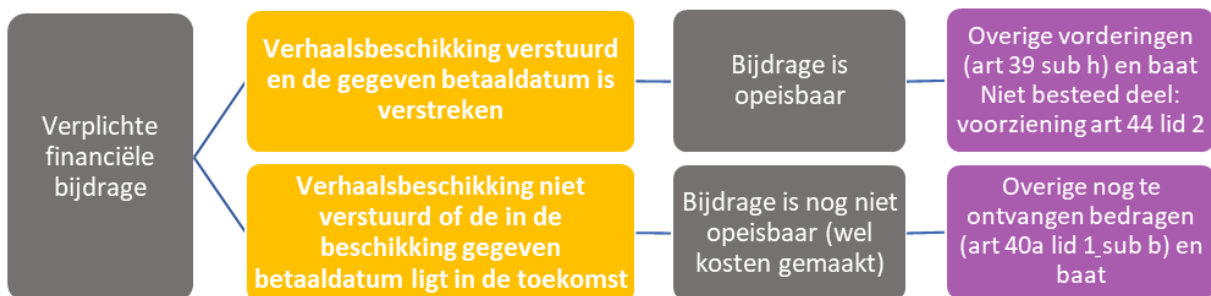 Verplichte
financiële
bijdrage
Verhaalsbeschikking verstuurd
en de gegeven betaaldatum is
verstreken
Bijdrage is
opeisbaar
Overige vorderingen
(art 39 sub h) en baat
Niet besteed deel:
voorziening art 44 lid 2
Verhaalsbeschikking niet
verstuurd of de in de
beschikking gegeven
betaaldatum ligt in de toekomst
Bijdrage is nog niet
opeisbaar (wel
kosten gemaakt)
Overige nog te
ontvangen bedragen
(art 40a lid 1 sub b) en
baat